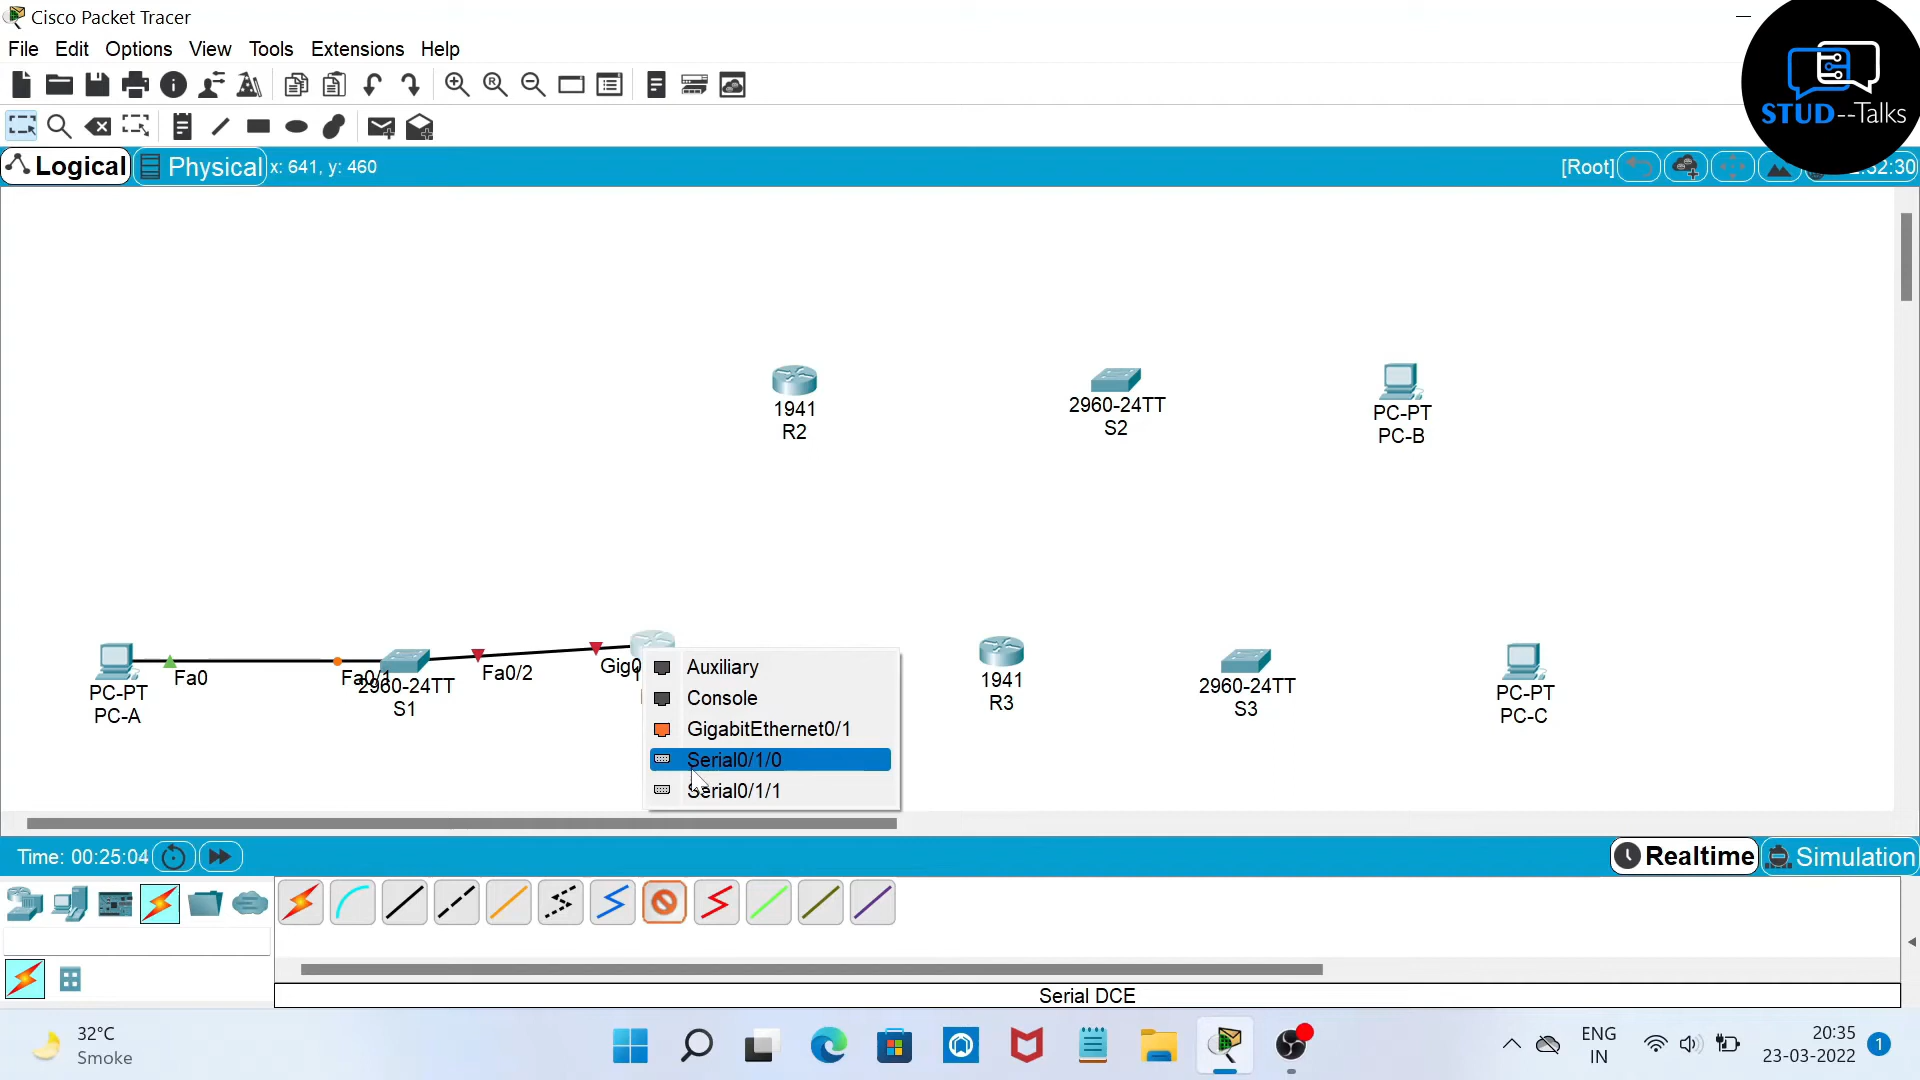 Cisco Packet Tracer
File Edit Options View Tools Extensions Help
STUD--Talks
Logical Physical x: 641, y: 460 [Root] :32:30
1941
R2
2960-24TT
S2
PC-PT
PC-B
Fa0
Fa0/1
Fa0/2
Gig0
PC-PT
PC-A
2960-24TT
S1
Auxiliary
Console
GigabitEthernet0/1
Serial0/1/0
Serial0/1/1
1941
R3
2960-24TT
S3
PC-PT
PC-C
Time: 00:25:04 Realtime Simulation
Serial DCE
32°C
Smoke
ENG
IN
20:35
23-03-2022
1